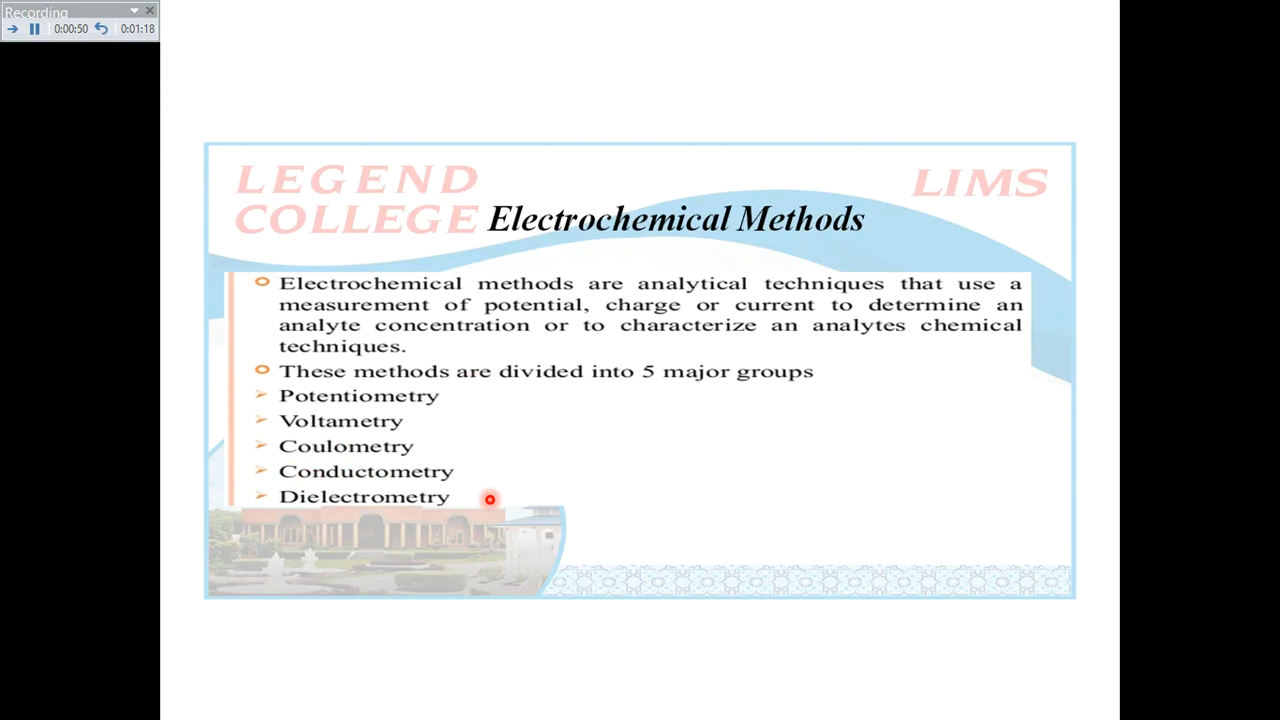 Recording
0:00:50 0:01:18
LEGEND LIMS
COLLEGE Electrochemical Methods
Electrochemical methods are analytical techniques that use a
measurement of potential, charge or current to determine an
analyte concentration or to characterize an analytes chemical
techniques.
These methods are divided into 5 major groups
Potentiometry
Voltametry
Coulometry
Conductometry
Dielectrometry